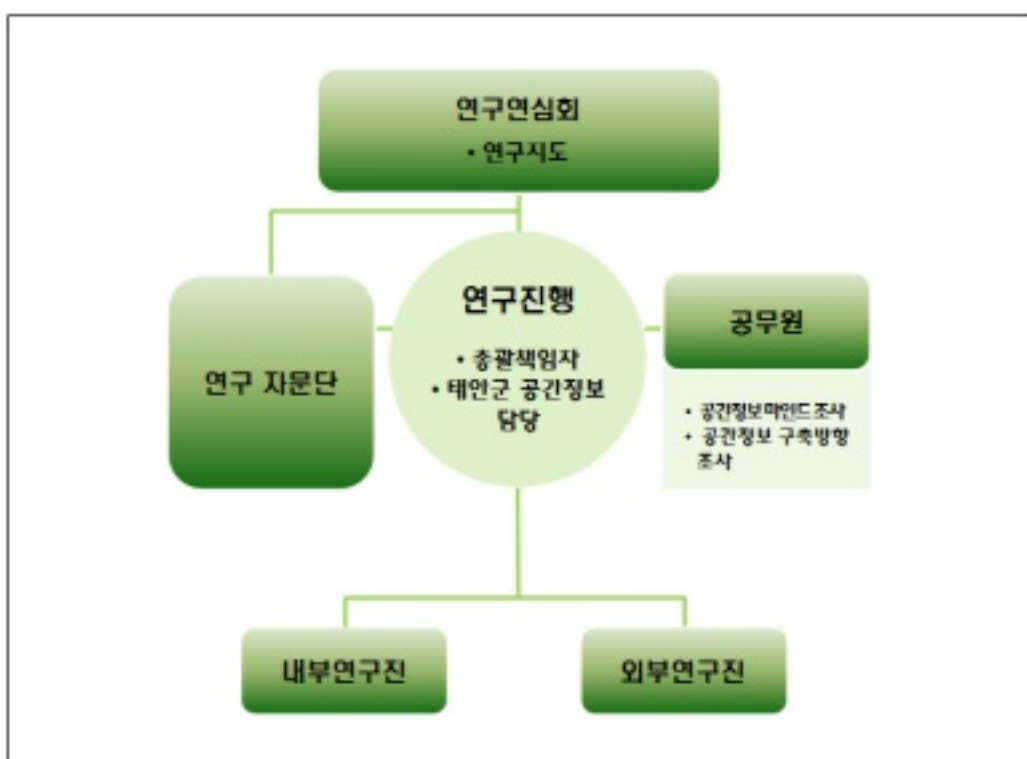 연구연심회
• 연구지도
연구진행
• 총괄책임자
• 태안군 공간정보
담당
연구 자문단
공무원
• 공간정보마인드조사
• 공간정보 구축방향
조사
내부연구진
외부연구진